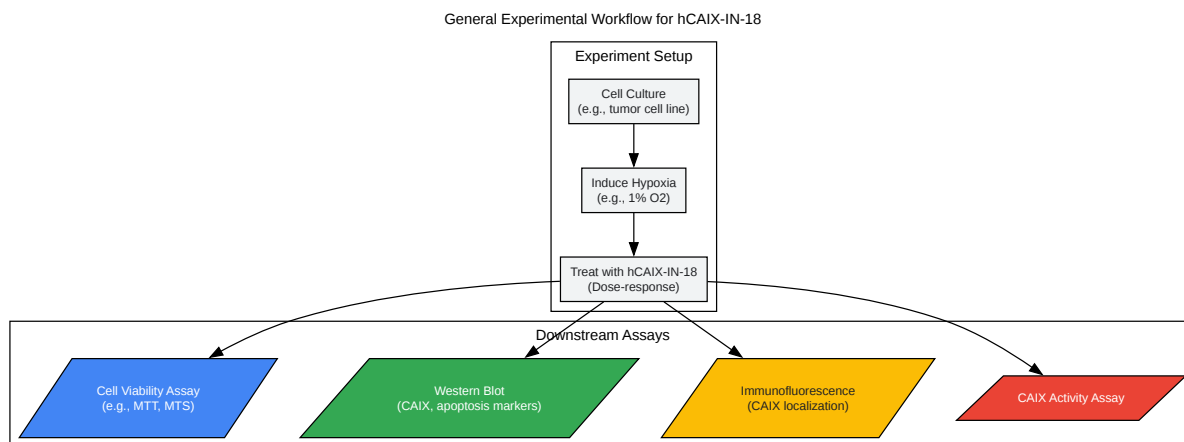 General Experimental Workflow for hCAIX-IN-18
Experiment Setup
Cell Culture
(e.g., tumor cell line)
Induce Hypoxia
(e.g., 1% O2)
Treat with hCAIX-IN-18
(Dose-response)
Downstream Assays
Cell Viability Assay
(e.g., MTT, MTS)
Western Blot
(CAIX, apoptosis markers)
Immunofluorescence
(CAIX localization)
CAIX Activity Assay